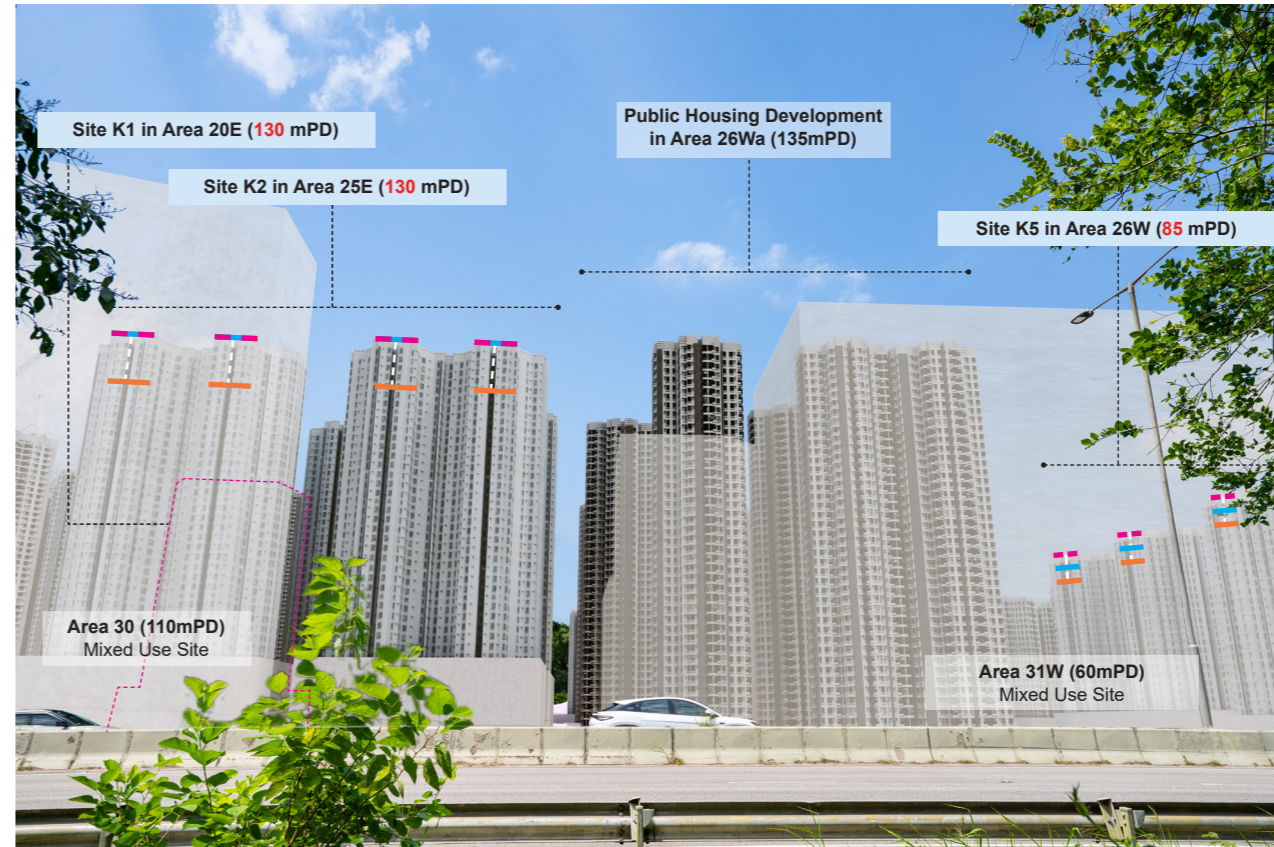 Site K1 in Area 20E (130 mPD)
Site K2 in Area 25E (130 mPD)
Public Housing Development
in Area 26Wa (135mPD)
Site K5 in Area 26W (85 mPD)
Area 30 (110mPD)
Mixed Use Site
Area 31W (60mPD)
Mixed Use Site